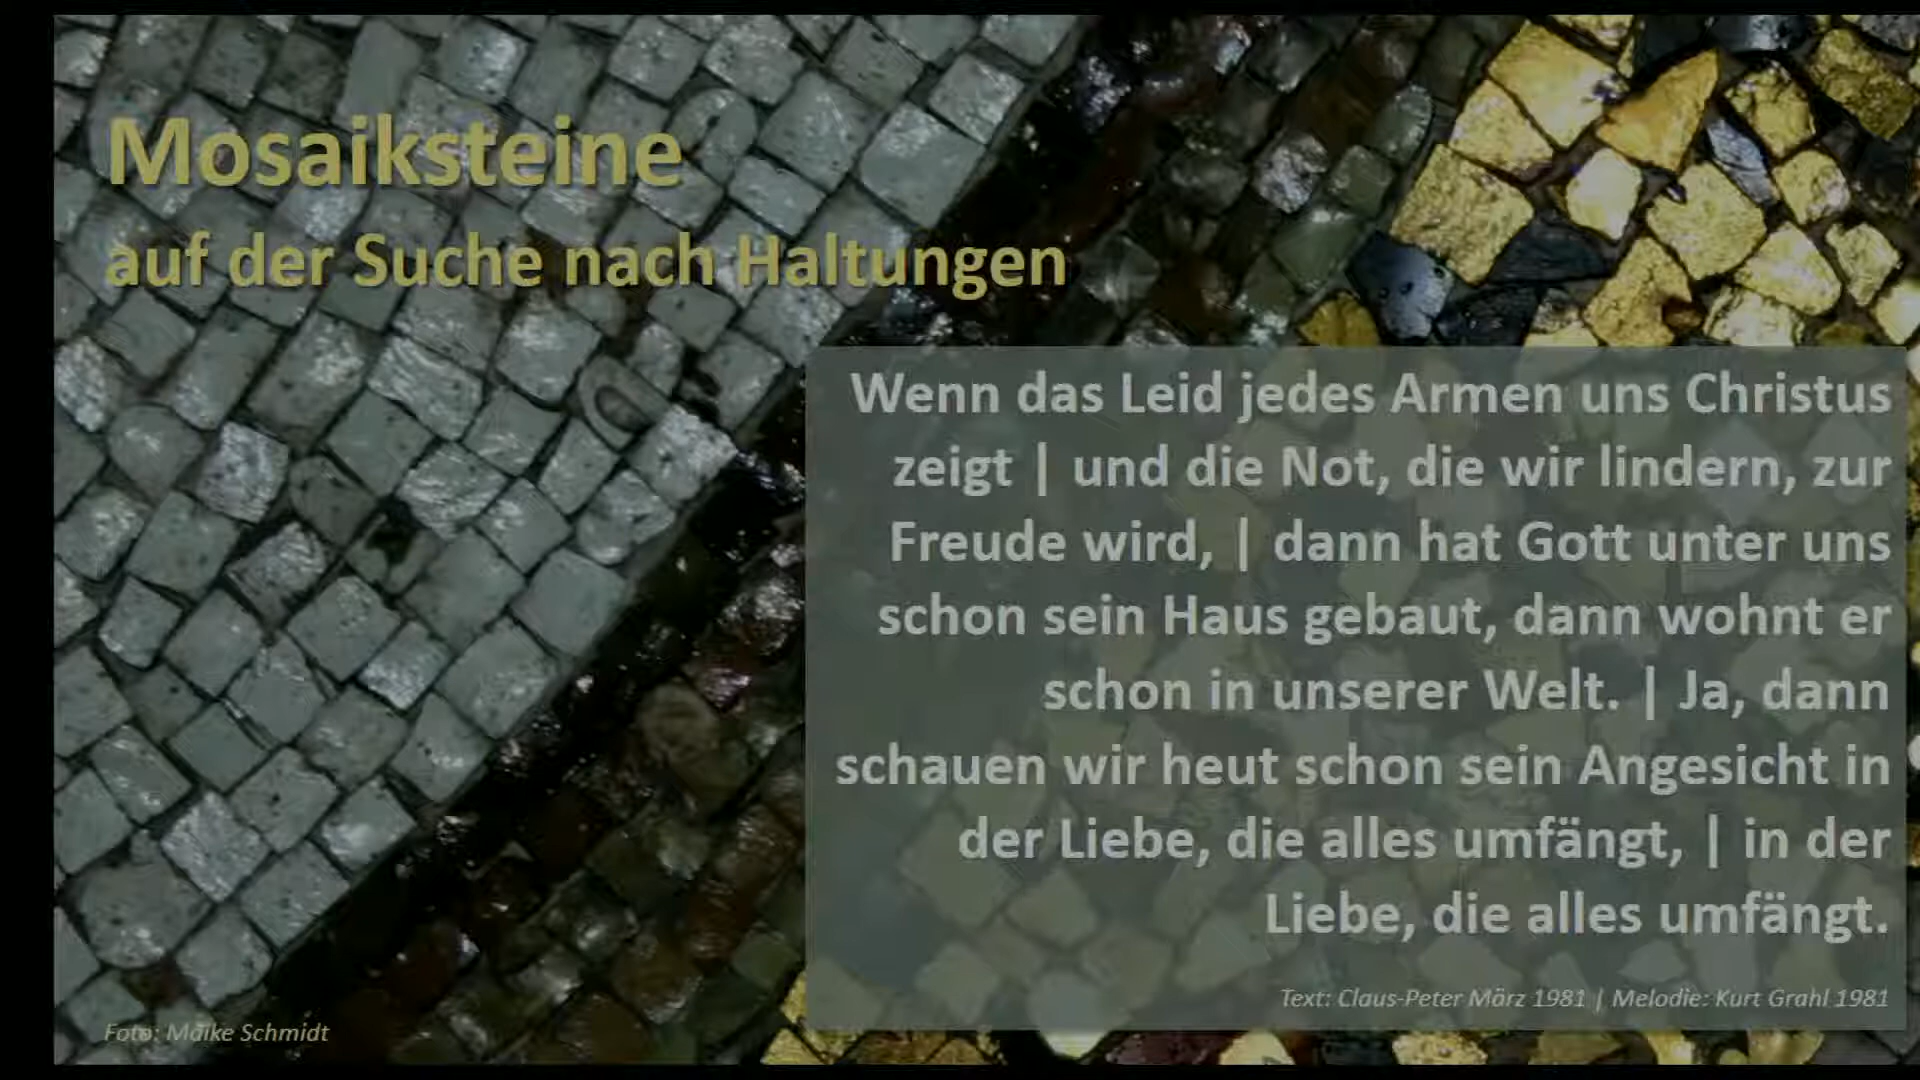 Mosaiksteine
auf der Suche nach Haltungen
Wenn das Leid jedes Armen uns Christus
zeigt | und die Not, die wir lindern, zur
Freude wird, | dann hat Gott unter uns
schon sein Haus gebaut, dann wohnt er
schon in unserer Welt. | Ja, dann
schauen wir heut schon sein Angesicht in
der Liebe, die alles umfängt, | in der
Liebe, die alles umfängt.
Text: Claus-Peter März 1981 | Melodie: Kurt Grahl 1981
Foto: Maike Schmidt